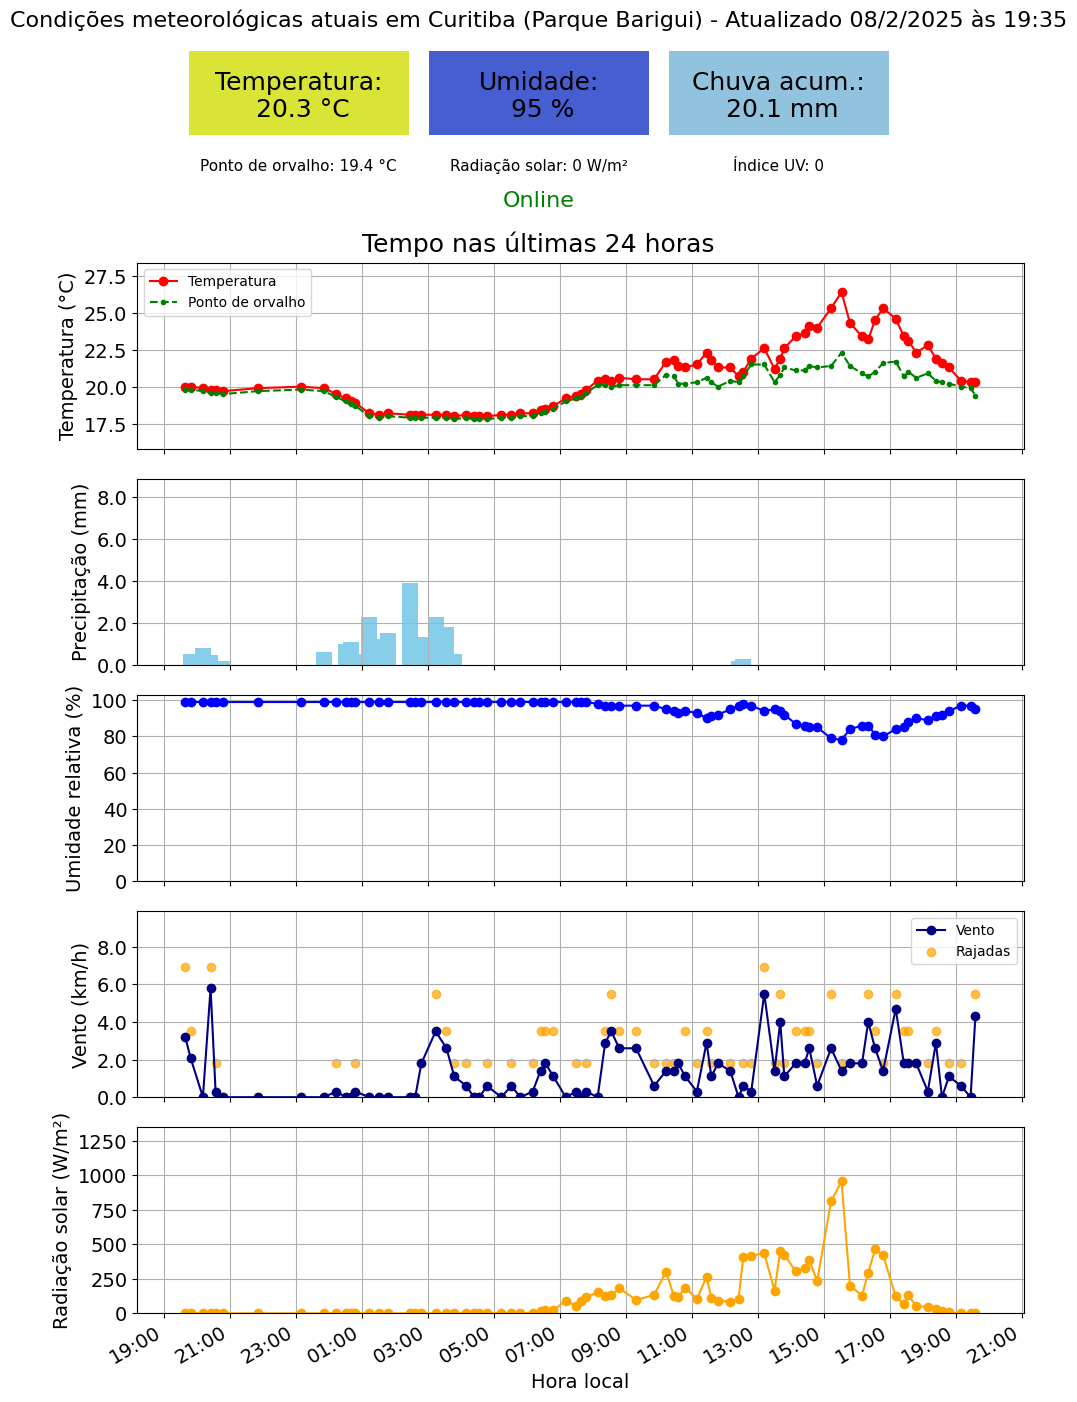 Condições meteorológicas atuais em Curitiba (Parque Barigui) - Atualizado 08/2/2025 às 19:35
Temperatura:
20.3 °C
Umidade:
95 %
Chuva acum.:
20.1 mm
Ponto de orvalho: 19.4 °C
Radiação solar: 0 W/m²
Índice UV: 0
Online
Tempo nas últimas 24 horas
Temperatura (°C)
27.5
25.0
22.5
20.0
17.5
Temperatura
Ponto de orvalho
Precipitação (mm)
8.0
6.0
4.0
2.0
0.0
Umidade relativa (%)
100
80
60
40
20
0
Vento (km/h)
8.0
6.0
4.0
2.0
0.0
Vento
Rajadas
Radiação solar (W/m²)
1250
1000
750
500
250
0
19:00
21:00
23:00
01:00
03:00
05:00
07:00
09:00
11:00
13:00
15:00
17:00
19:00
21:00
Hora local